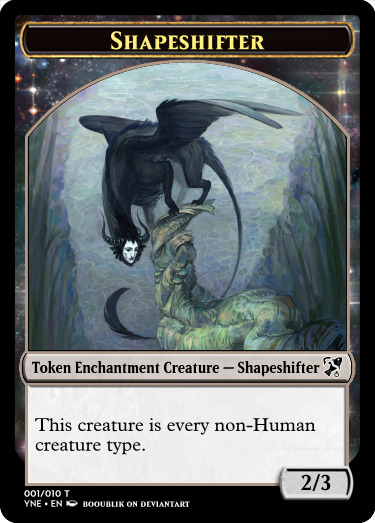 Shapeshifter
Token Enchantment Creature — Shapeshifter
This creature is every non-Human
creature type.
2/3
001/010 T
YNE • EN BOOUBLIK ON DEVIANTART